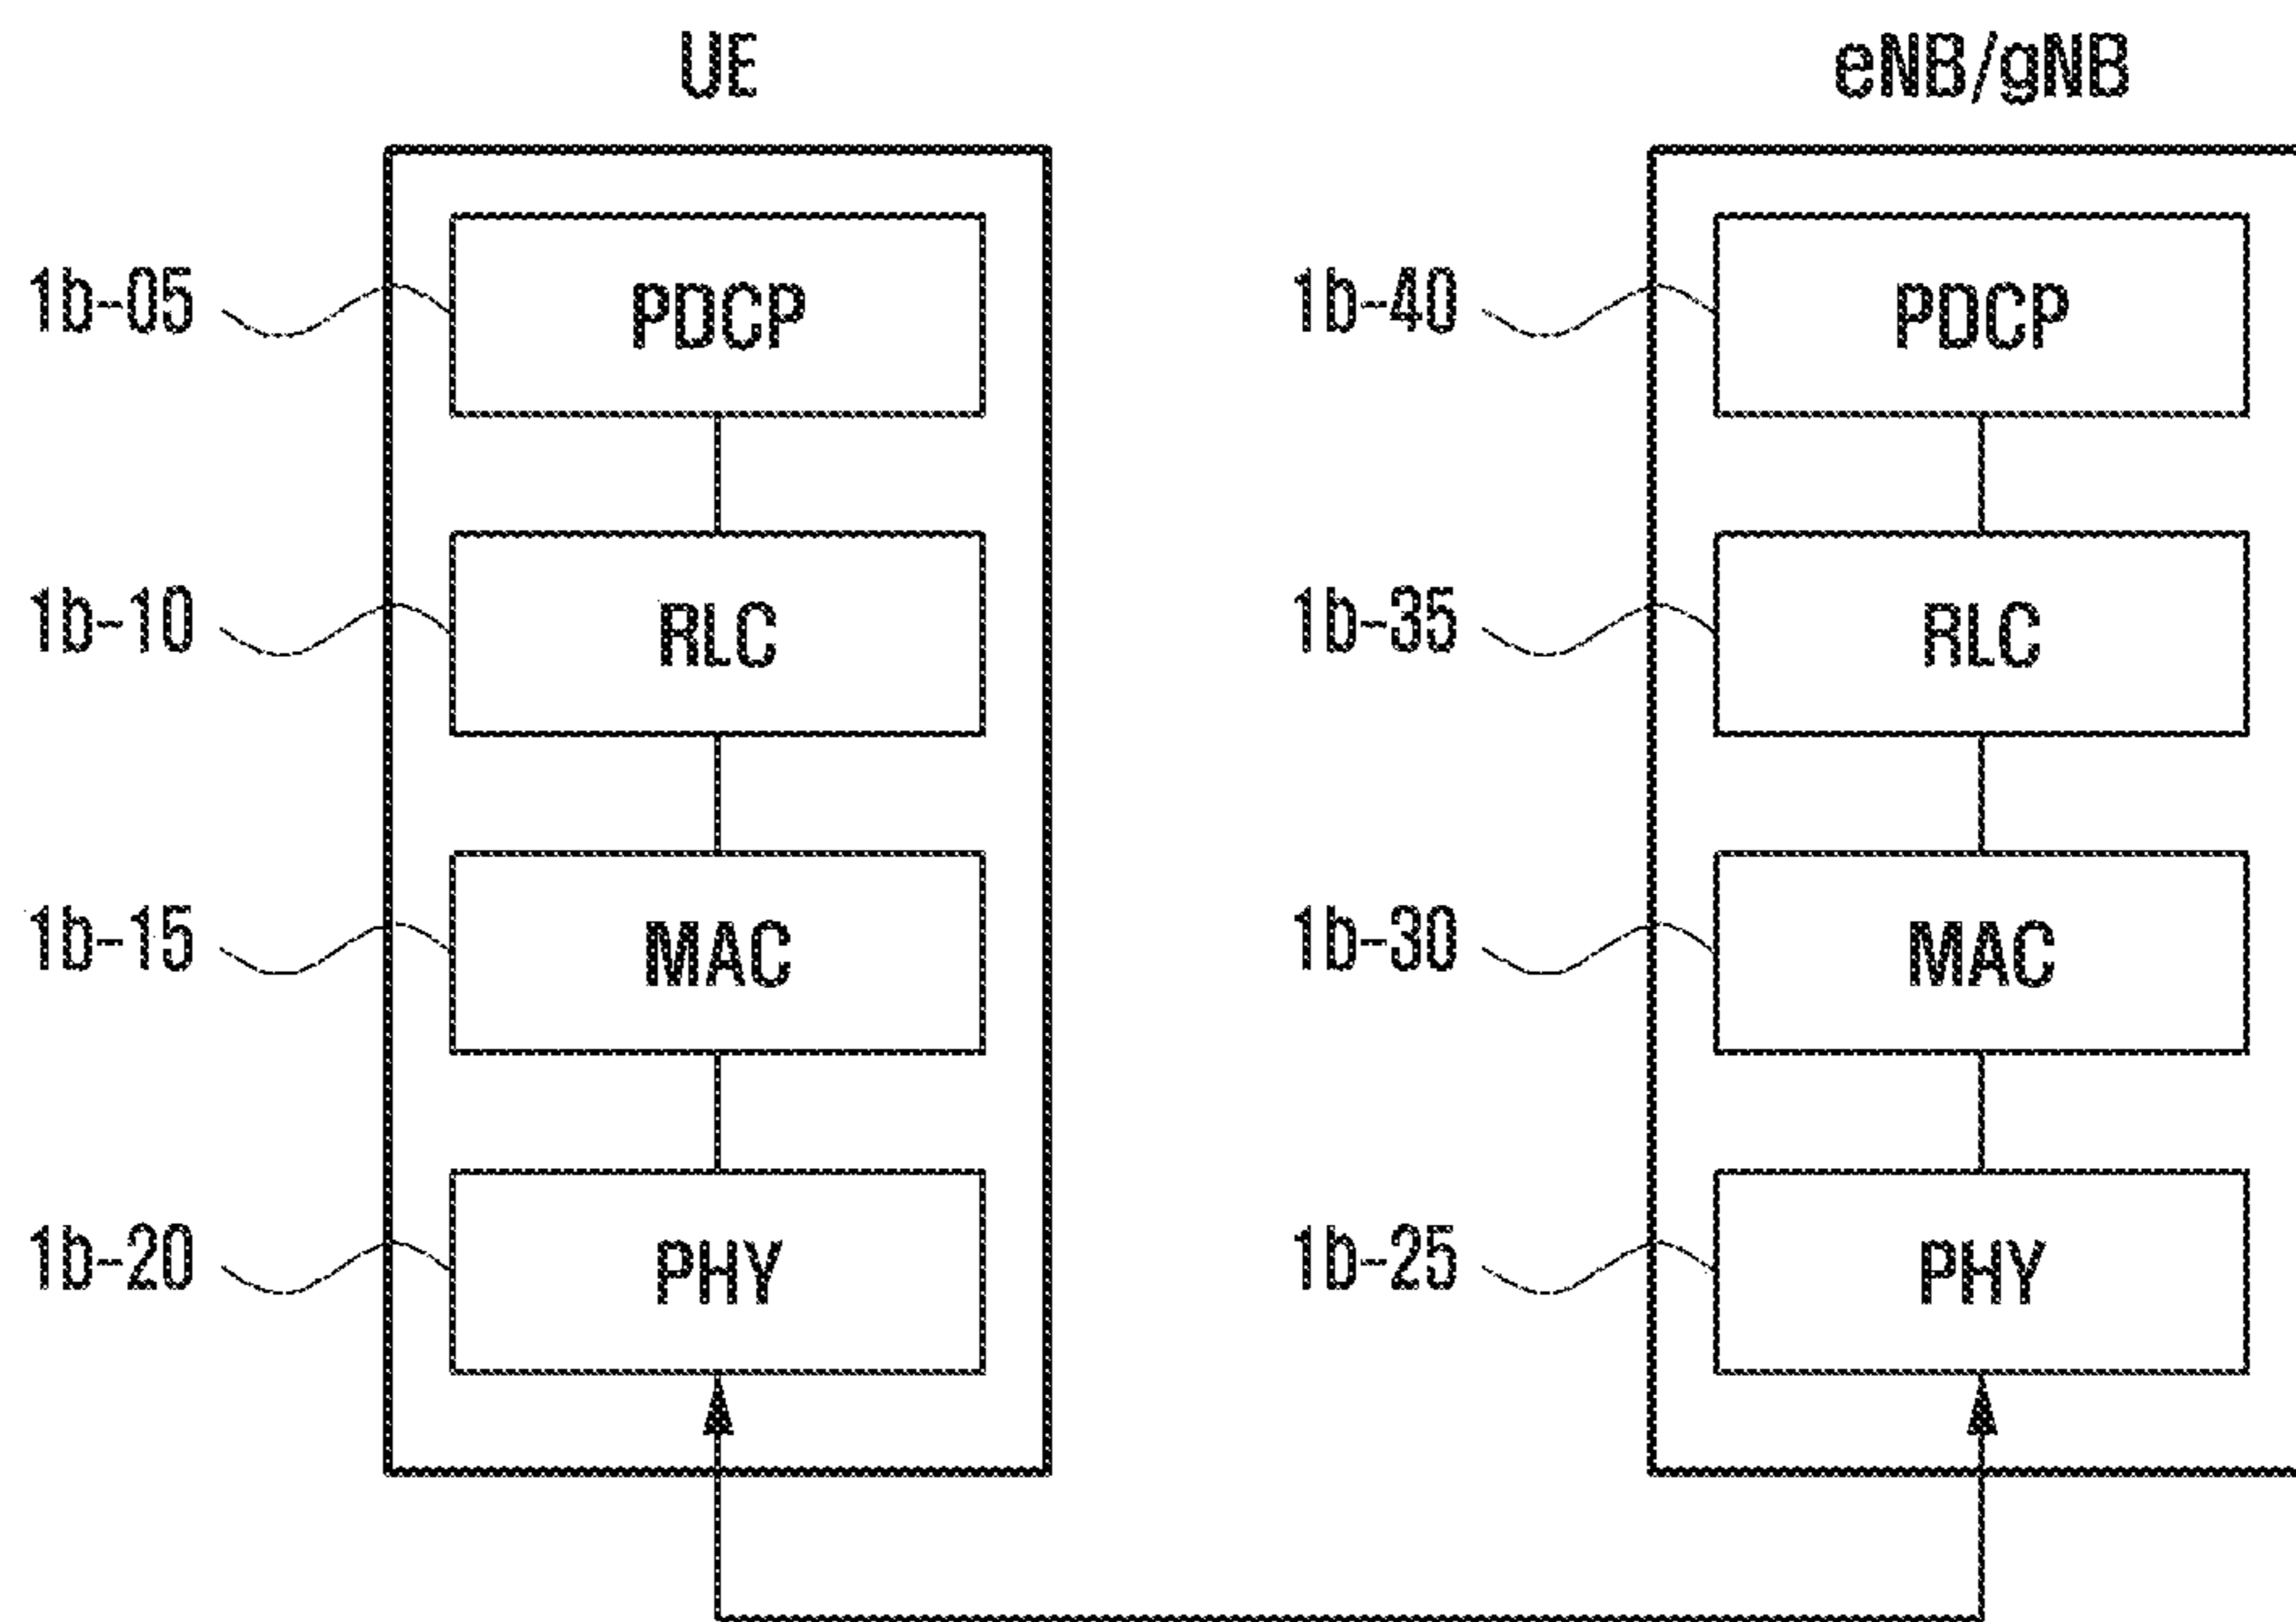 UE
eNB/gNB
1b-05
PDCP
1b-40
PDCP
1b-10
RLC
1b-35
RLC
1b-15
MAC
1b-30
MAC
1b-20
PHY
1b-25
PHY